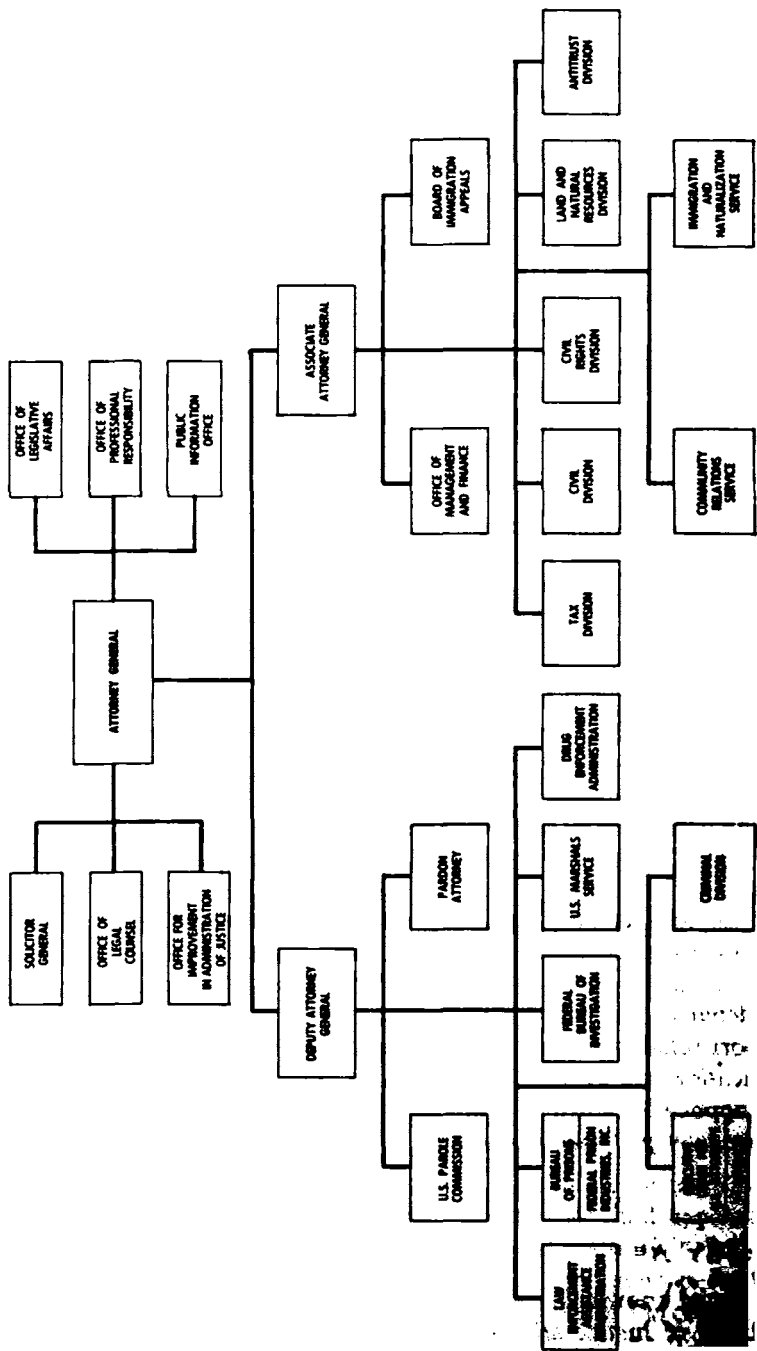 ATTORNEY GENERAL
SOLICITOR
GENERAL
OFFICE OF
LEGAL
COUNSEL
OFFICE FOR
IMPROVEMENT
IN ADMINISTRATION
OF JUSTICE
OFFICE OF
LEGISLATIVE
AFFAIRS
OFFICE OF
PROFESSIONAL
RESPONSIBILITY
PUBLIC
INFORMATION
OFFICE
DEPUTY ATTORNEY
GENERAL
ASSOCIATE
ATTORNEY GENERAL
U.S. PAROLE
COMMISSION
PARDON
ATTORNEY
OFFICE OF
MANAGEMENT
AND FINANCE
BOARD OF
IMMIGRATION
APPEALS
LAW
ENFORCEMENT
ASSISTANCE
ADMINISTRATION
BUREAU
OF PRISONS
FEDERAL PRISON
INDUSTRIES, INC.
FEDERAL
BUREAU OF
INVESTIGATION
U.S. MARSHALS
SERVICE
DRUG
ENFORCEMENT
ADMINISTRATION
TAX
DIVISION
CIVIL
DIVISION
CIVIL
RIGHTS
DIVISION
LAND AND
NATURAL
RESOURCES
DIVISION
ANTITRUST
DIVISION
CRIMINAL
DIVISION
COMMUNITY
RELATIONS
SERVICE
IMMIGRATION
AND
NATURALIZATION
SERVICE